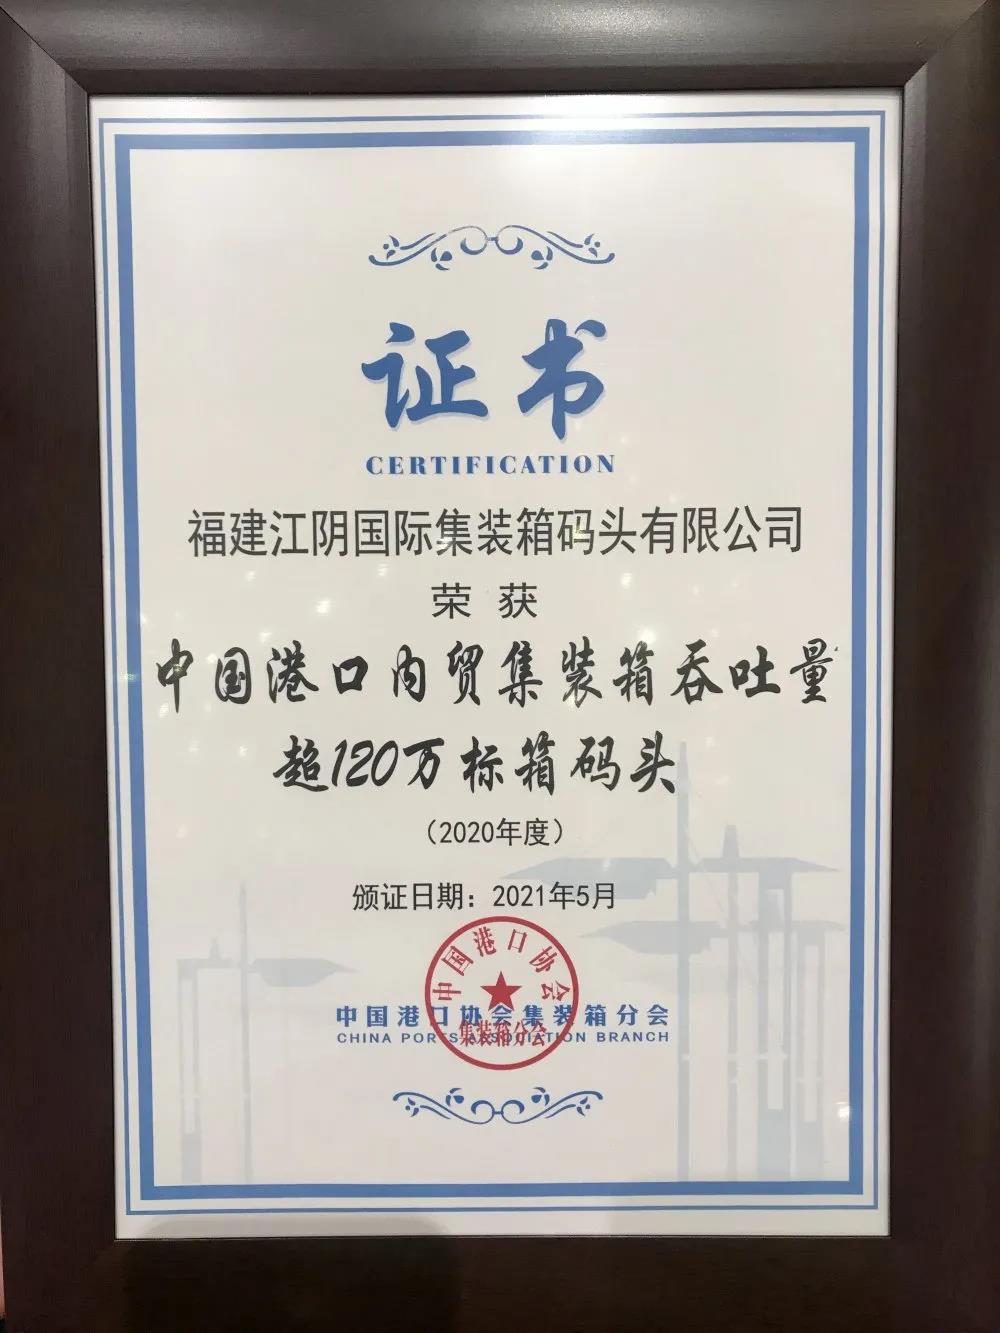 证书
CERTIFICATION
福建江阴国际集装箱码头有限公司
荣 获
中国港口内贸集装箱吞吐量
超120万标箱码头
（2020年度）
颁证日期：2021年5月
中国港口协会
集装箱分会
中国港口协会集装箱分会
CHINA PORTS ASSOCIATION BRANCH